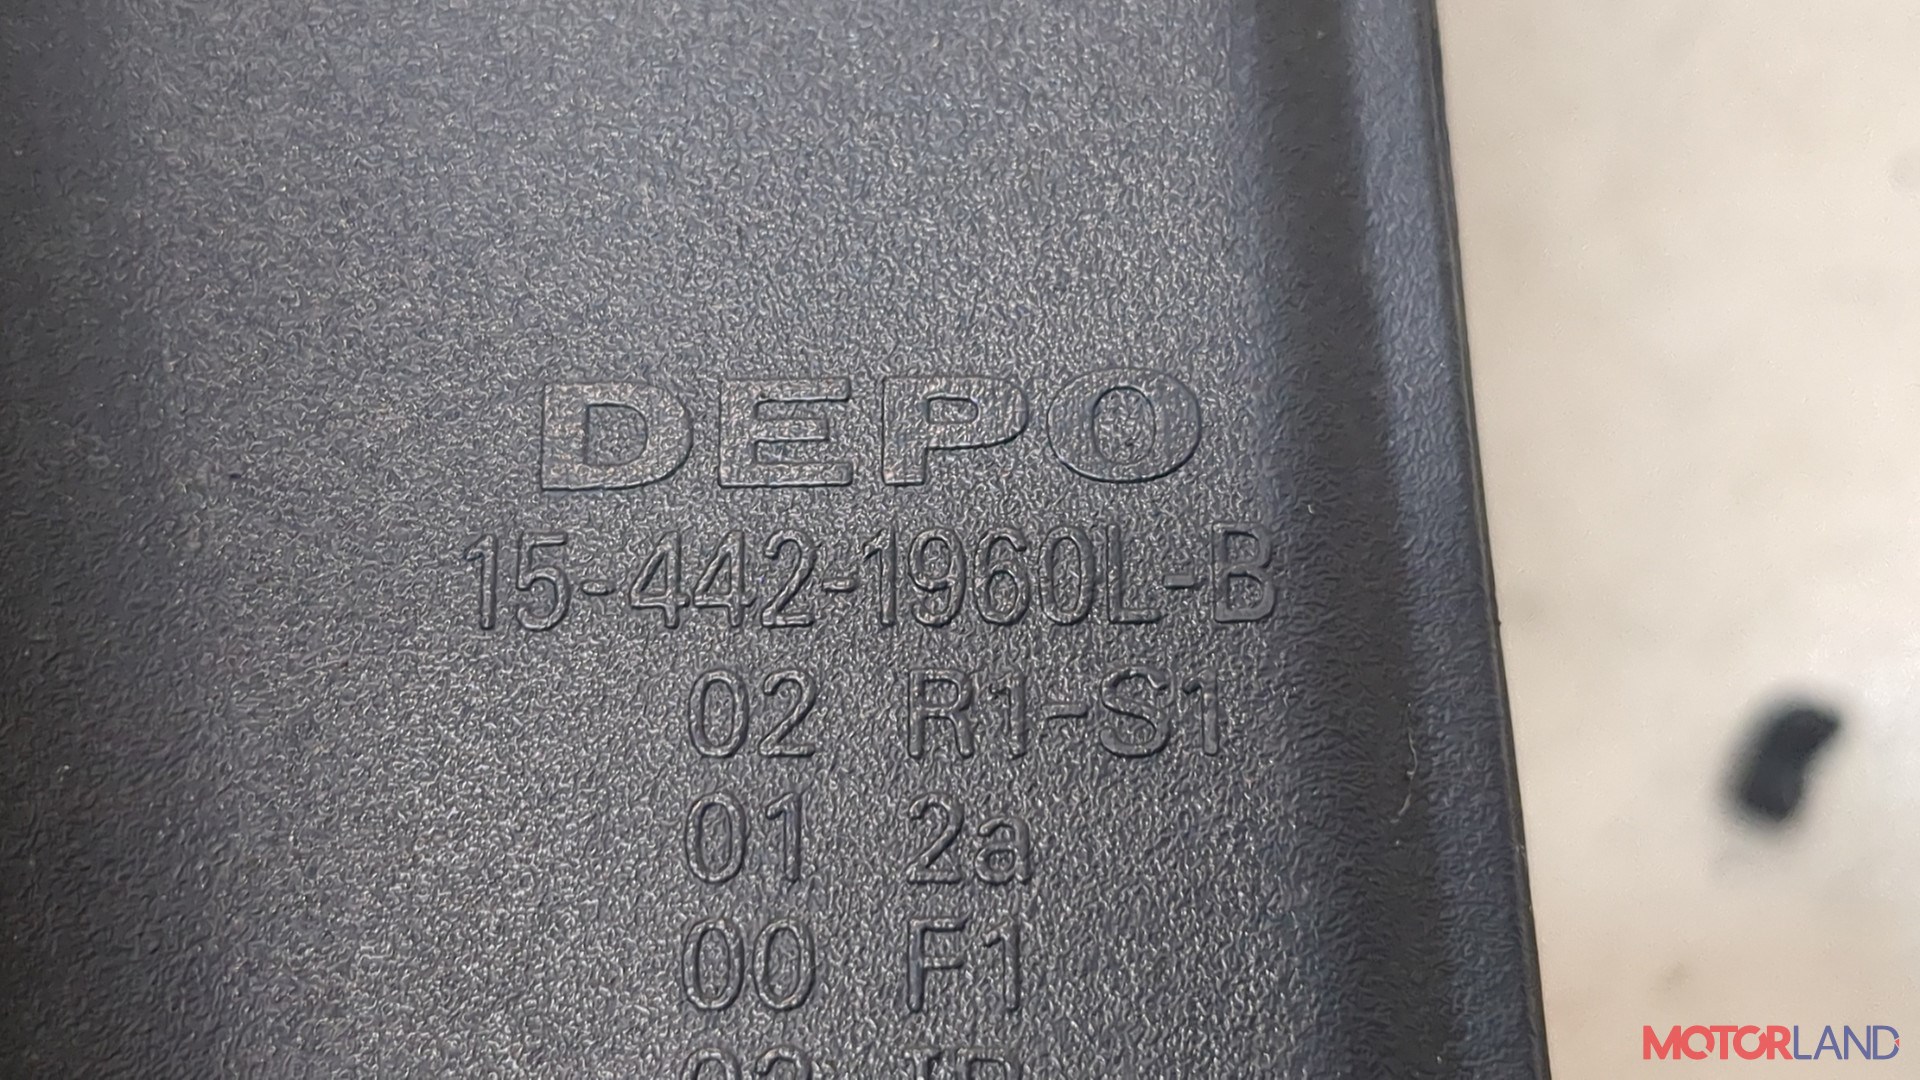 DEPO
15-442-1960L-B
02 R1-S1
01 2a
00 F1
MOTORLAND